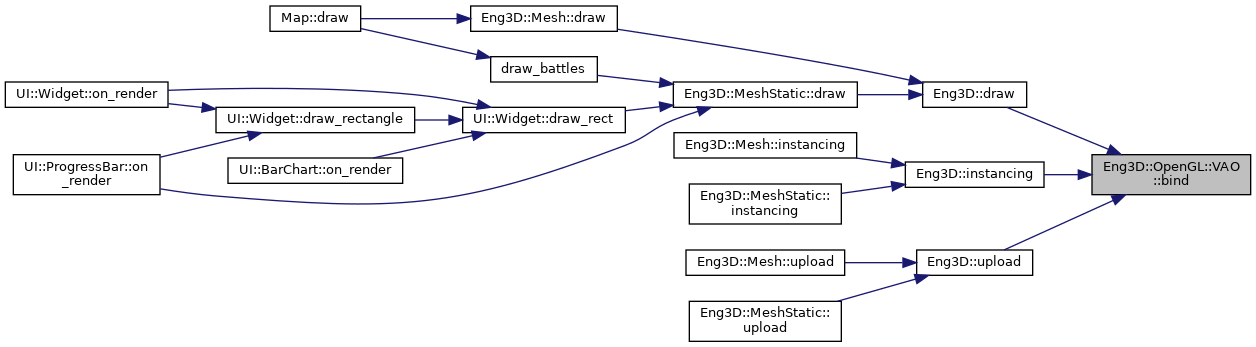 Map::draw
Eng3D::Mesh::draw
draw_battles
UI::Widget::on_render
UI::Widget::draw_rectangle
UI::Widget::draw_rect
Eng3D::MeshStatic::draw
Eng3D::draw
UI::ProgressBar::on
_render
UI::BarChart::on_render
Eng3D::Mesh::instancing
Eng3D::MeshStatic::
instancing
Eng3D::instancing
Eng3D::OpenGL::VAO
::bind
Eng3D::Mesh::upload
Eng3D::upload
Eng3D::MeshStatic::
upload